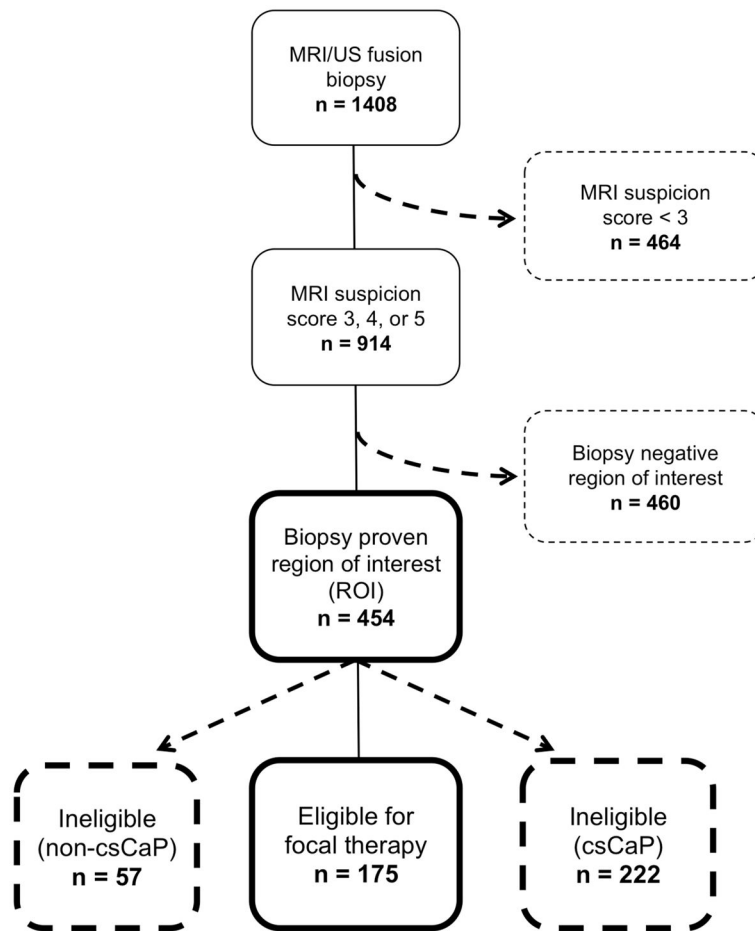 MRI/US fusion
biopsy
n = 1408
MRI suspicion
score < 3
n = 464
MRI suspicion
score 3, 4, or 5
n = 914
Biopsy negative
region of interest
n = 460
Biopsy proven
region of interest
(ROI)
n = 454
Ineligible
(non-csCaP)
n = 57
Eligible for
focal therapy
n = 175
Ineligible
(csCaP)
n = 222